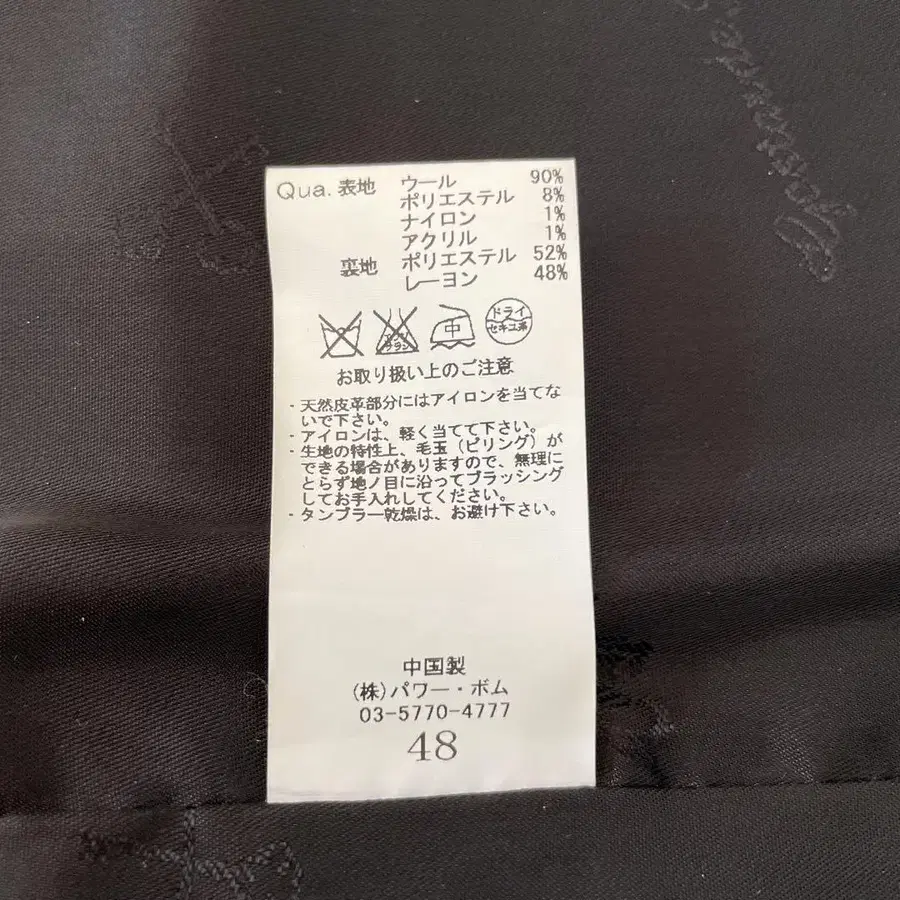 Qua. 表地 ウール 90%
ポリエステル 8%
ナイロン 1%
アクリル 1%
裏地 ポリエステル 52%
レーヨン 48%
エンソ サラシ 中 ドライ セキユ系
お取り扱い上のご注意
・天然皮革部分にはアイロンを当てな
いで下さい。
・アイロンは、軽く当てて下さい。
・生地の特性上、毛玉（ピリング）が
できる場合がありますので、無理に
とらず地ノ目に沿ってブラッシング
してお手入れしてください。
・タンブラー乾燥は、お避け下さい。
中国製
(株)パワー・ボム
03-5770-4777
48